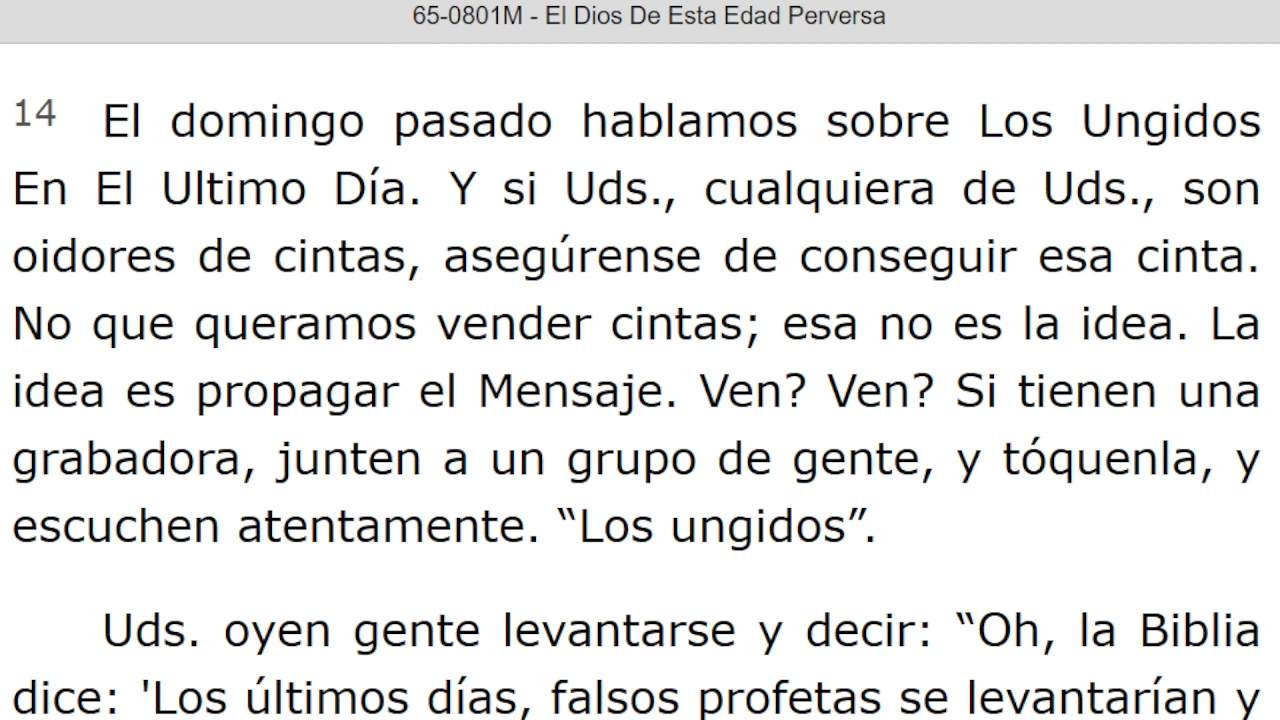 65-0801M - El Dios De Esta Edad Perversa
14 El domingo pasado hablamos sobre Los Ungidos
En El Ultimo Día. Y si Uds., cualquiera de Uds., son
oidores de cintas, asegúrense de conseguir esa cinta.
No que queramos vender cintas; esa no es la idea. La
idea es propagar el Mensaje. Ven? Ven? Si tienen una
grabadora, junten a un grupo de gente, y tóquenla, y
escuchen atentamente. “Los ungidos”.
Uds. oyen gente levantarse y decir: “Oh, la Biblia
dice: 'Los últimos días, falsos profetas se levantarían y